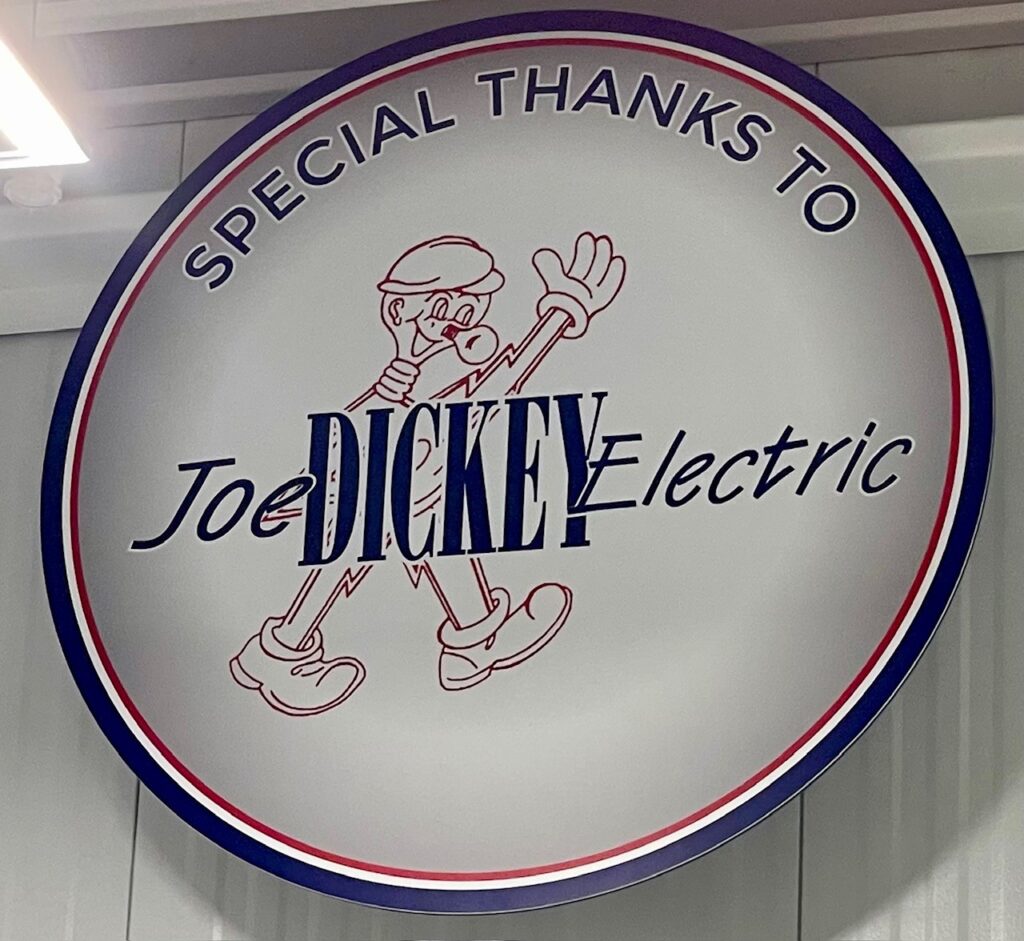 SPECIAL THANKS TO
Joe DICKEY Electric